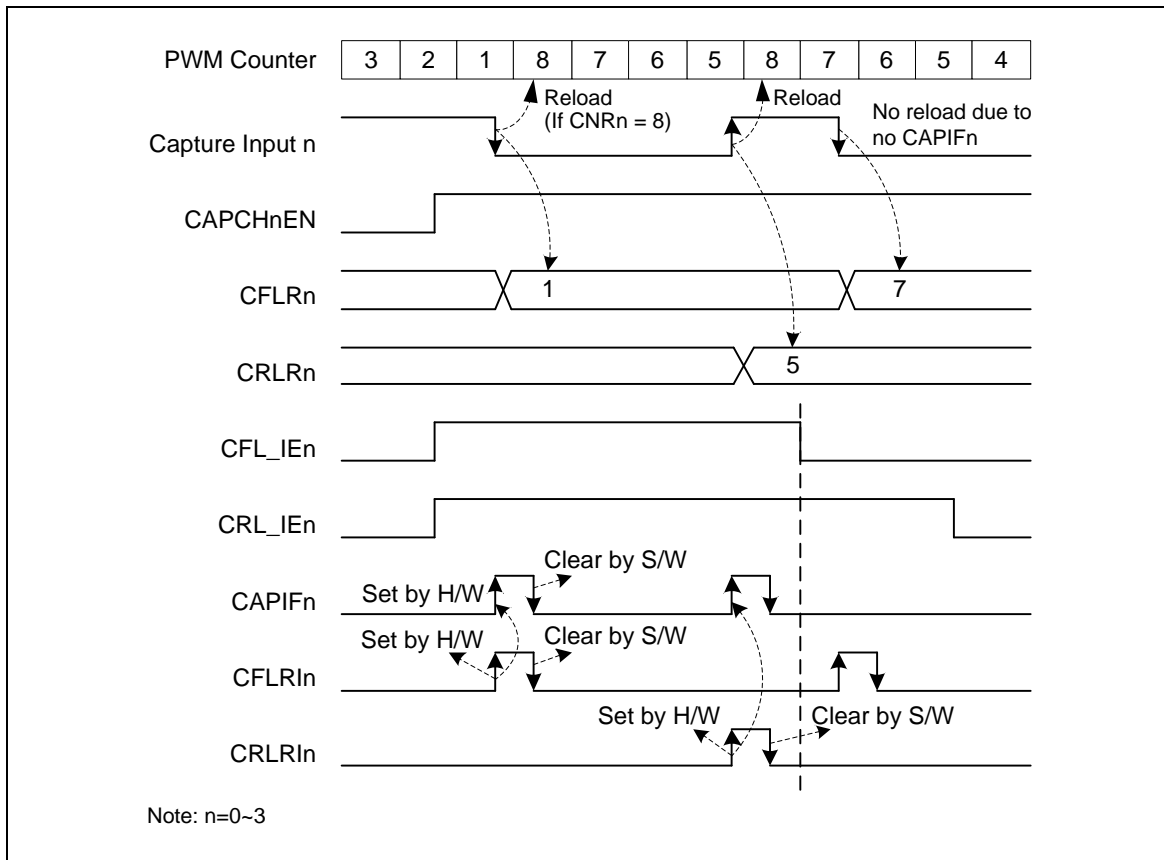 PWM Counter 3 2 1 8 7 6 5 8 7 6 5 4
Reload
(If CNRn = 8)
Reload
No reload due to
no CAPIFn
Capture Input n
CAPCHnEN
CFLRn 1 7
CRLRn 5
CFL_IEn
CRL_IEn
Clear by S/W
CAPIFn Set by H/W
Set by H/W Clear by S/W
CFLRIn
Set by H/W Clear by S/W
CRLRIn
Note: n=0~3